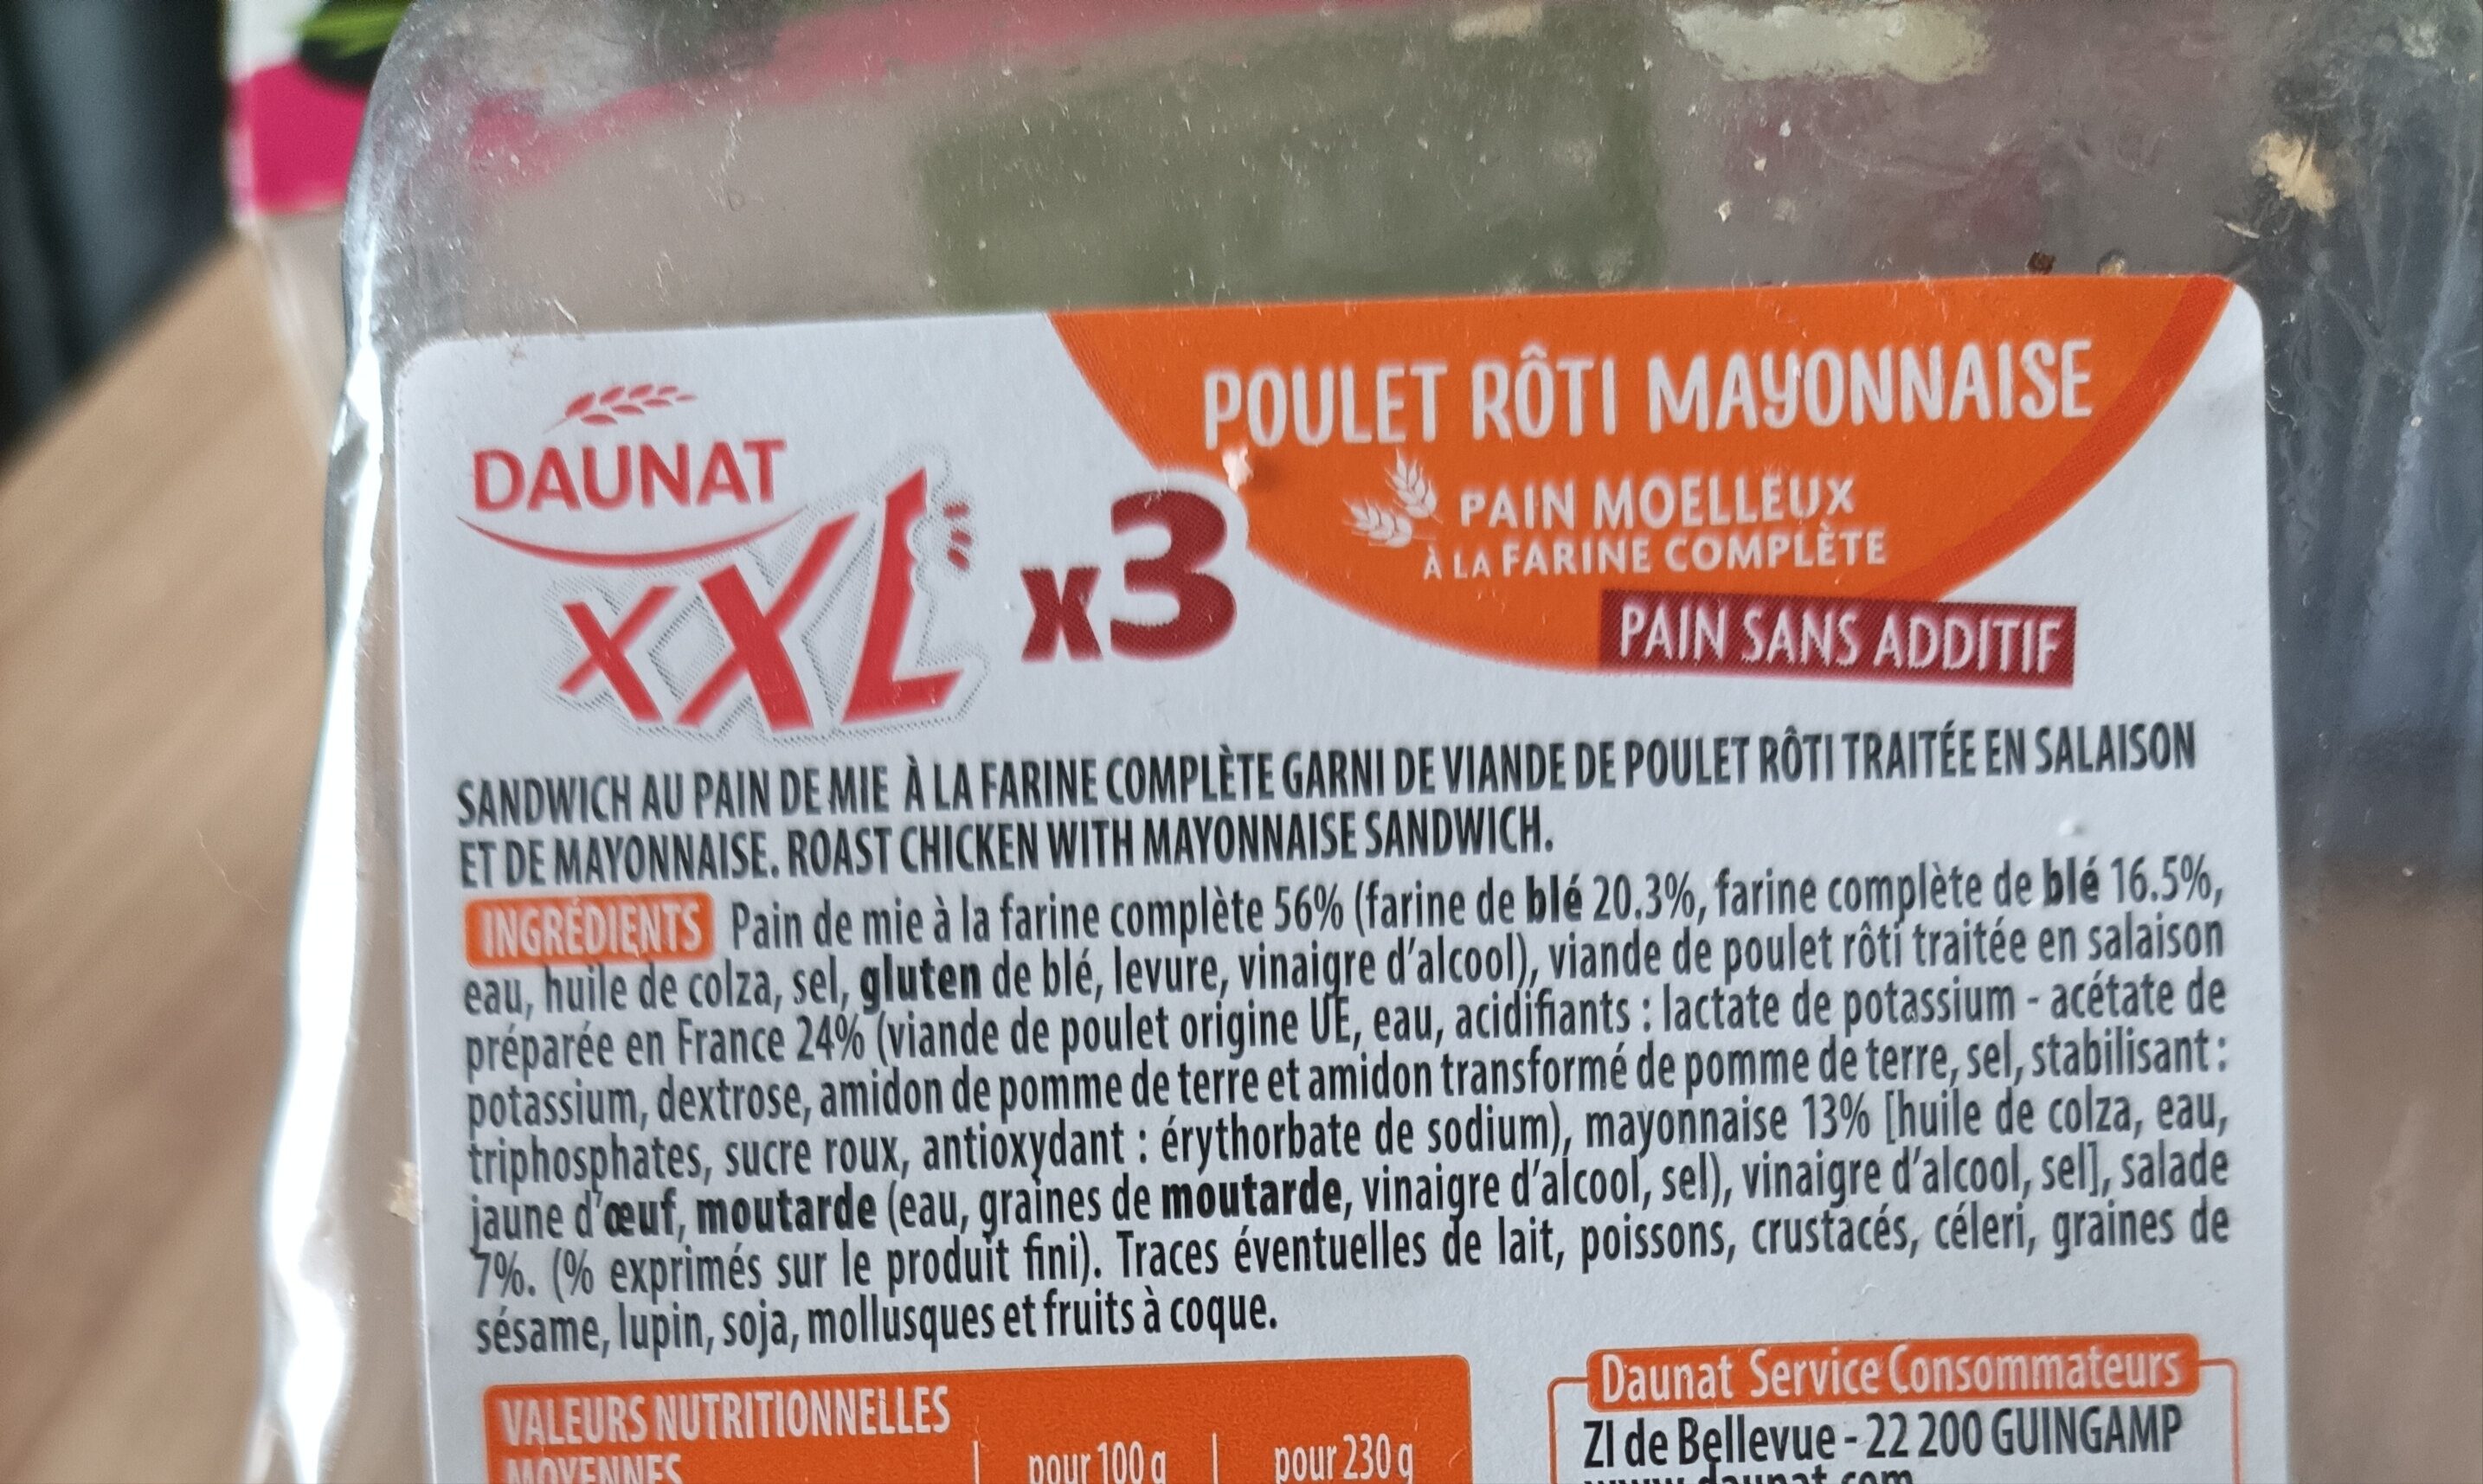 DAUNAT
XXL x3
POULET RÔTI MAYONNAISE
PAIN MOELLEUX
À LA FARINE COMPLÈTE
PAIN SANS ADDITIF
SANDWICH AU PAIN DE MIE À LA FARINE COMPLÈTE GARNI DE VIANDE DE POULET RÔTI TRAITÉE EN SALAISON
ET DE MAYONNAISE. ROAST CHICKEN WITH MAYONNAISE SANDWICH.
INGRÉDIENTS Pain de mie à la farine complète 56% (farine de blé 20.3%, farine complète de blé 16.5%,
eau, huile de colza, sel, gluten de blé, levure, vinaigre d'alcool), viande de poulet rôti traitée en salaison
préparée en France 24% (viande de poulet origine UE, eau, acidifiants : lactate de potassium - acétate de
potassium, dextrose, amidon de pomme de terre et amidon transformé de pomme de terre, sel, stabilisant :
triphosphates, sucre roux, antioxydant : érythorbate de sodium), mayonnaise 13% [huile de colza, eau,
jaune d'œuf, moutarde (eau, graines de moutarde, vinaigre d'alcool, sel), vinaigre d'alcool, sel], salade
7%. (% exprimés sur le produit fini). Traces éventuelles de lait, poissons, crustacés, céleri, graines de
sésame, lupin, soja, mollusques et fruits à coque.
VALEURS NUTRITIONNELLES
MOYENNES
pour 100 g
pour 230 g
Daunat Service Consommateurs
ZI de Bellevue - 22 200 GUINGAMP
www.daunat.com